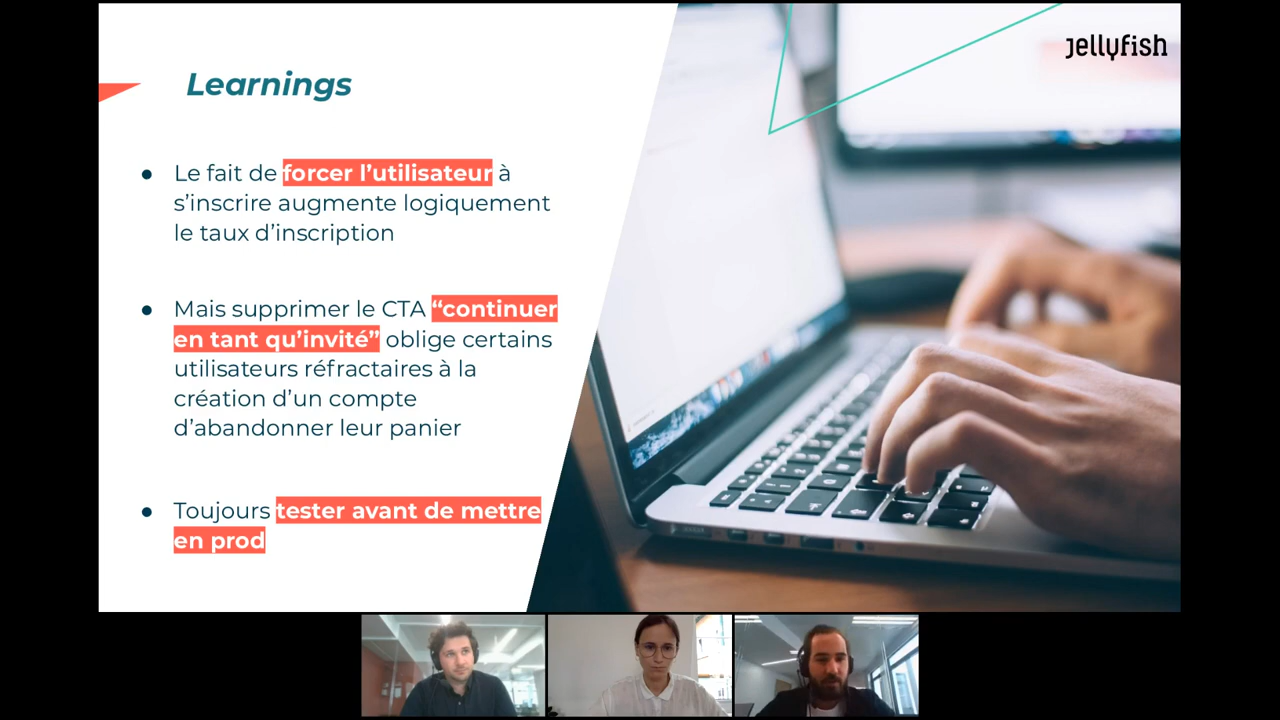 jellyfish
Learnings
● Le fait de forcer l’utilisateur à
s’inscrire augmente logiquement
le taux d’inscription
● Mais supprimer le CTA “continuer
en tant qu’invité” oblige certains
utilisateurs réfractaires à la
création d’un compte
d’abandonner leur panier
● Toujours tester avant de mettre
en prod